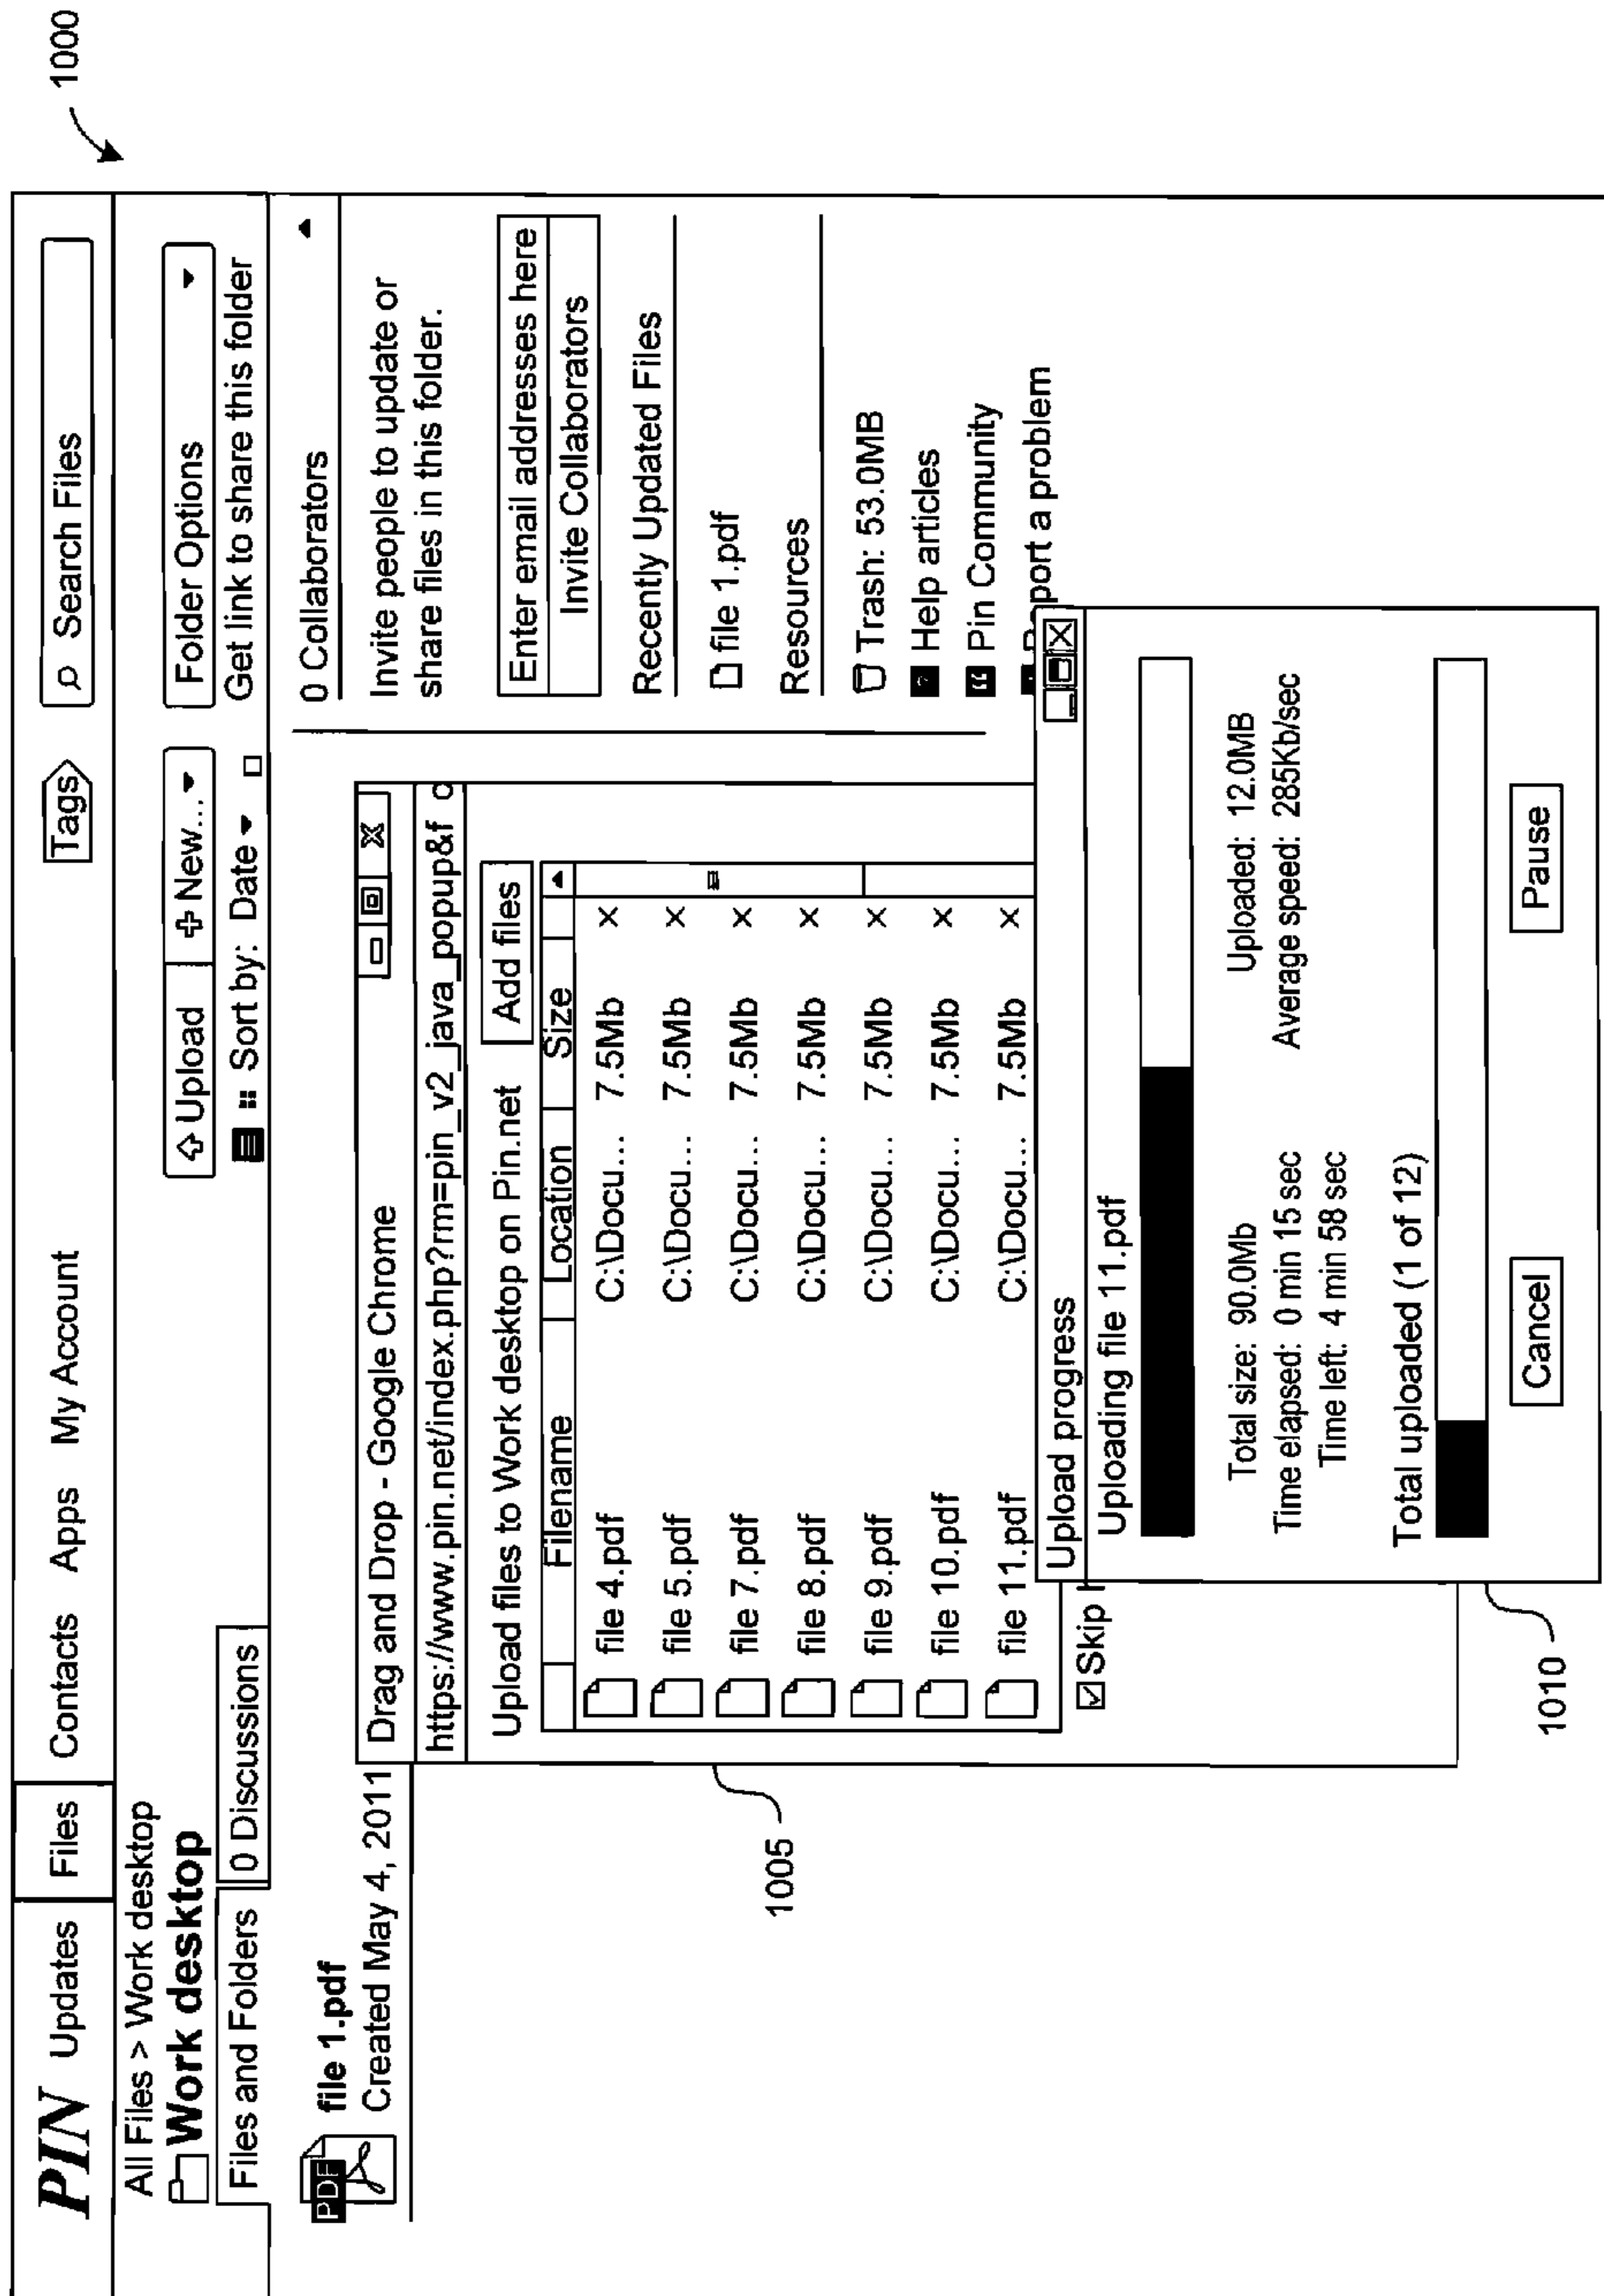 1000
PIN Updates Files Contacts Apps My Account Tags Search Files
All Files > Work desktop
Work desktop
Upload New... Folder Options
Files and Folders 0 Discussions
Sort by: Date Get link to share this folder
PDF file 1.pdf
Created May 4, 2011
0 Collaborators
Invite people to update or
share files in this folder.
Enter email addresses here
Invite Collaborators
Recently Updated Files
file 1.pdf
Resources
Trash: 53.0MB
Help articles
Pin Community
port a problem
Drag and Drop - Google Chrome
https://www.pin.net/index.php?rm=pin_v2_java_popup&f
Upload files to Work desktop on Pin.net Add files
Filename Location Size
file 4.pdf C:\Docu... 7.5Mb X
file 5.pdf C:\Docu... 7.5Mb X
file 7.pdf C:\Docu... 7.5Mb X
file 8.pdf C:\Docu... 7.5Mb X
file 9.pdf C:\Docu... 7.5Mb X
file 10.pdf C:\Docu... 7.5Mb X
file 11.pdf C:\Docu... 7.5Mb X
Skip
1005
Upload progress
Uploading file 11.pdf
Total size: 90.0Mb Uploaded: 12.0MB
Time elapsed: 0 min 15 sec Average speed: 285Kb/sec
Time left: 4 min 58 sec
Total uploaded (1 of 12)
Cancel Pause
1010